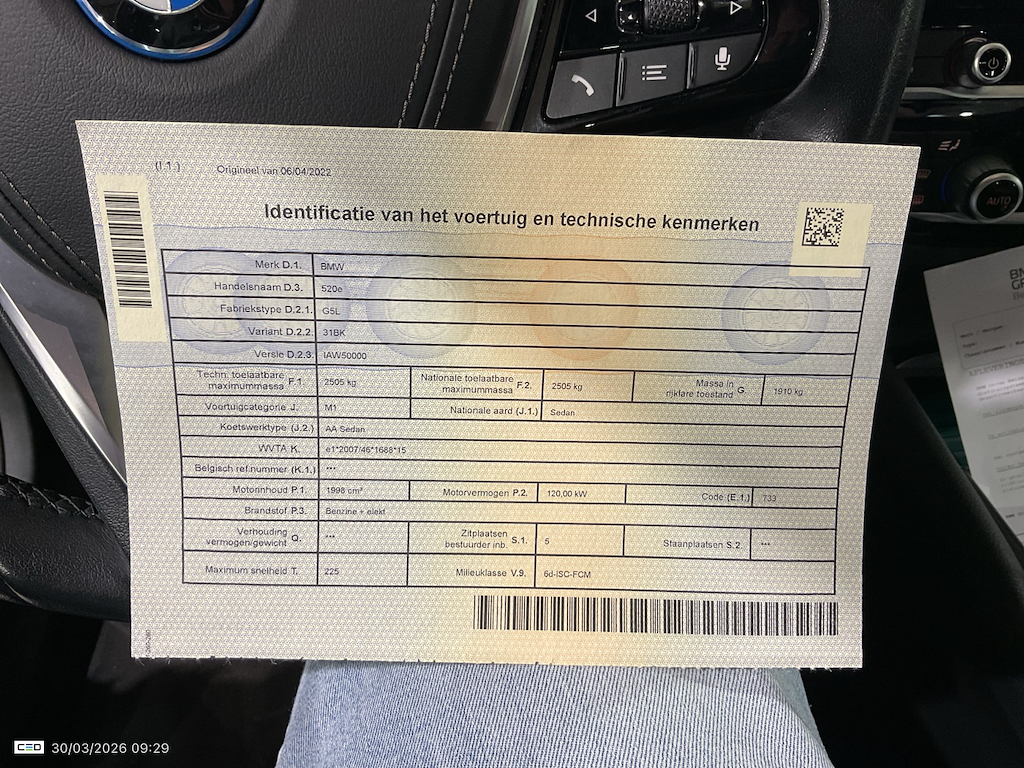 (I.1.) Origineel van 06/04/2022
Identificatie van het voertuig en technische kenmerken
Merk D.1. BMW
Handelsnaam D.3. 520e
Fabriekstype D.2.1. G5L
Variant D.2.2. 31BK
Versie D.2.3. IAW50000
Techn. toelaatbare maximummassa F.1. 2505 kg Nationale toelaatbare maximummassa F.2. 2505 kg Massa in rijklare toestand G 1910 kg
Voertuigcategorie J. M1 Nationale aard (J.1.) Sedan
Koetswerktype (J.2.) AA Sedan
WVTA K. e1*2007/46*1688*15
Belgisch ref.nummer (K.1.) ***
Motorinhoud P.1. 1998 cm³ Motorvermogen P.2. 120,00 kW Code (E.1.) 733
Brandstof P.3. Benzine + elekt
Verhouding vermogen/gewicht Q. *** Zitplaatsen bestuurder inb. S.1. 5 Staanplaatsen S.2. ***
Maximum snelheid T. 225 Milieuklasse V.9. 6d-ISC-FCM
AUTO
CEO 30/03/2026 09:29